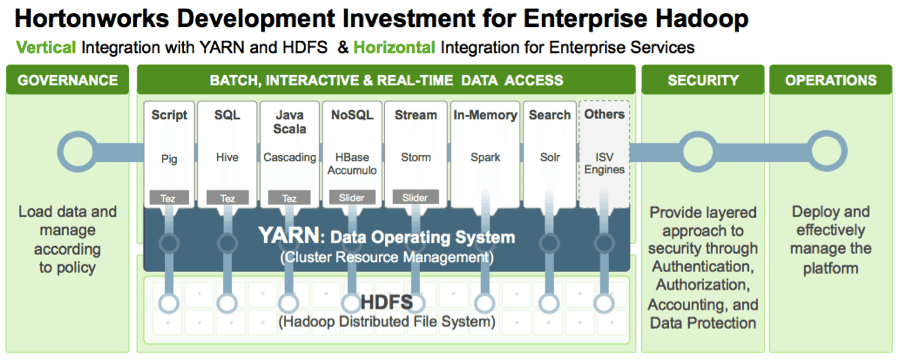 Hortonworks Development Investment for Enterprise Hadoop
Vertical Integration with YARN and HDFS & Horizontal Integration for Enterprise Services
GOVERNANCE
Load data and
manage
according
to policy
BATCH, INTERACTIVE & REAL-TIME DATA ACCESS
Script
Pig
Tez
SQL
Hive
Tez
Java
Scala
Cascading
Tez
NoSQL
HBase
Accumulo
Slider
Stream
Storm
Slider
In-Memory
Spark
Search
Solr
Others
ISV
Engines
YARN: Data Operating System
(Cluster Resource Management)
HDFS
(Hadoop Distributed File System)
SECURITY
Provide layered
approach to
security through
Authentication,
Authorization,
Accounting, and
Data Protection
OPERATIONS
Deploy and
effectively
manage the
platform